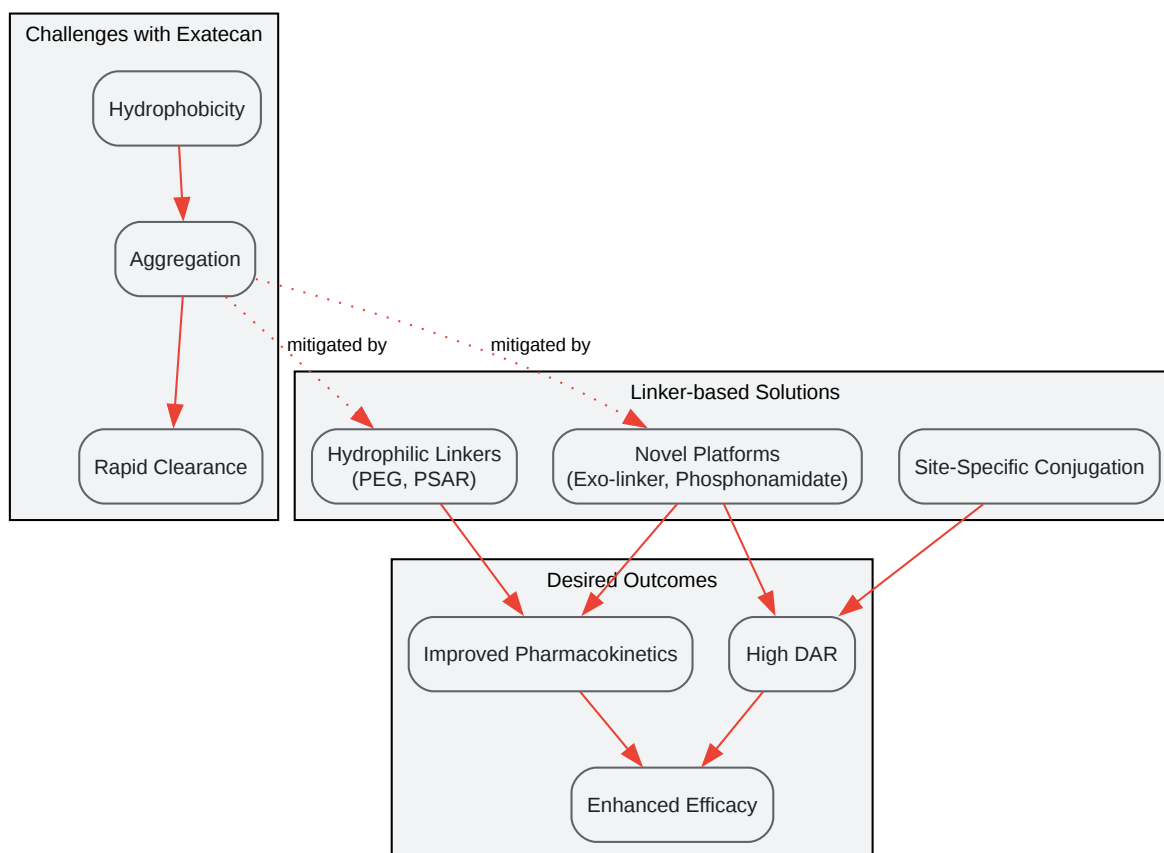 Challenges with Exatecan
Hydrophobicity
Aggregation
mitigated by
mitigated by
Rapid Clearance
Linker-based Solutions
Hydrophilic Linkers
(PEG, PSAR)
Novel Platforms
(Exo-linker, Phosphonamidate)
Site-Specific Conjugation
Desired Outcomes
Improved Pharmacokinetics
High DAR
Enhanced Efficacy